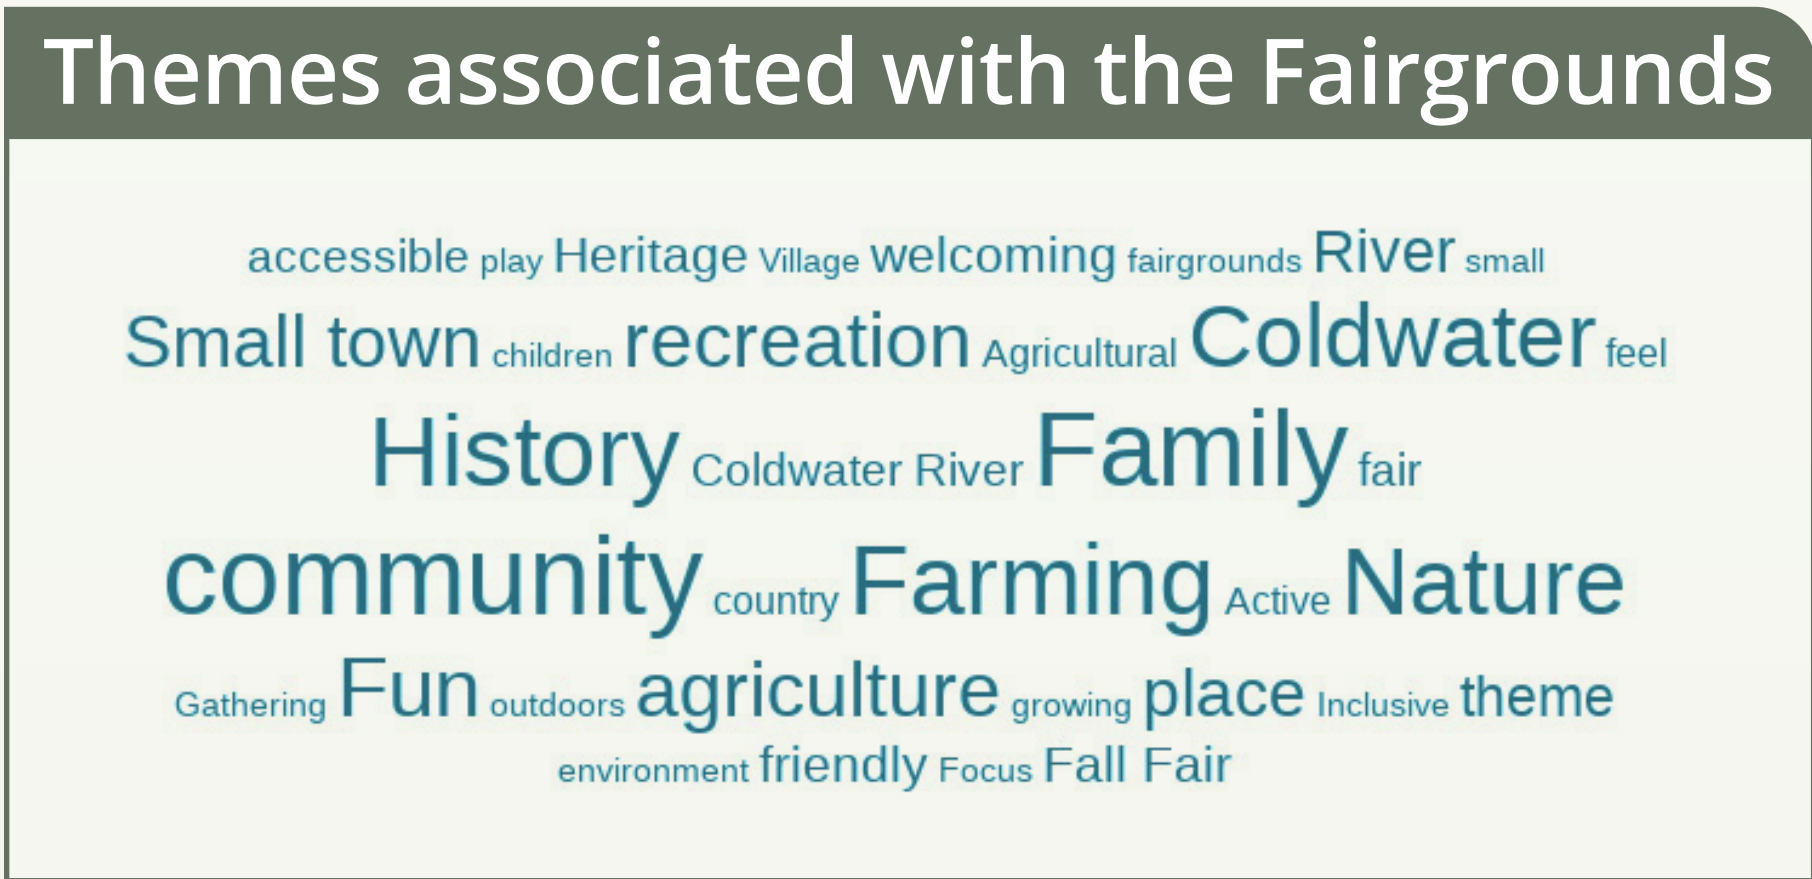 Themes associated with the Fairgrounds
accessible play Heritage Village welcoming fairgrounds River small
Small town children recreation Agricultural Coldwater feel
History Coldwater River Family fair
community country Farming Active Nature
Gathering Fun outdoors agriculture growing place Inclusive theme
environment friendly Focus Fall Fair